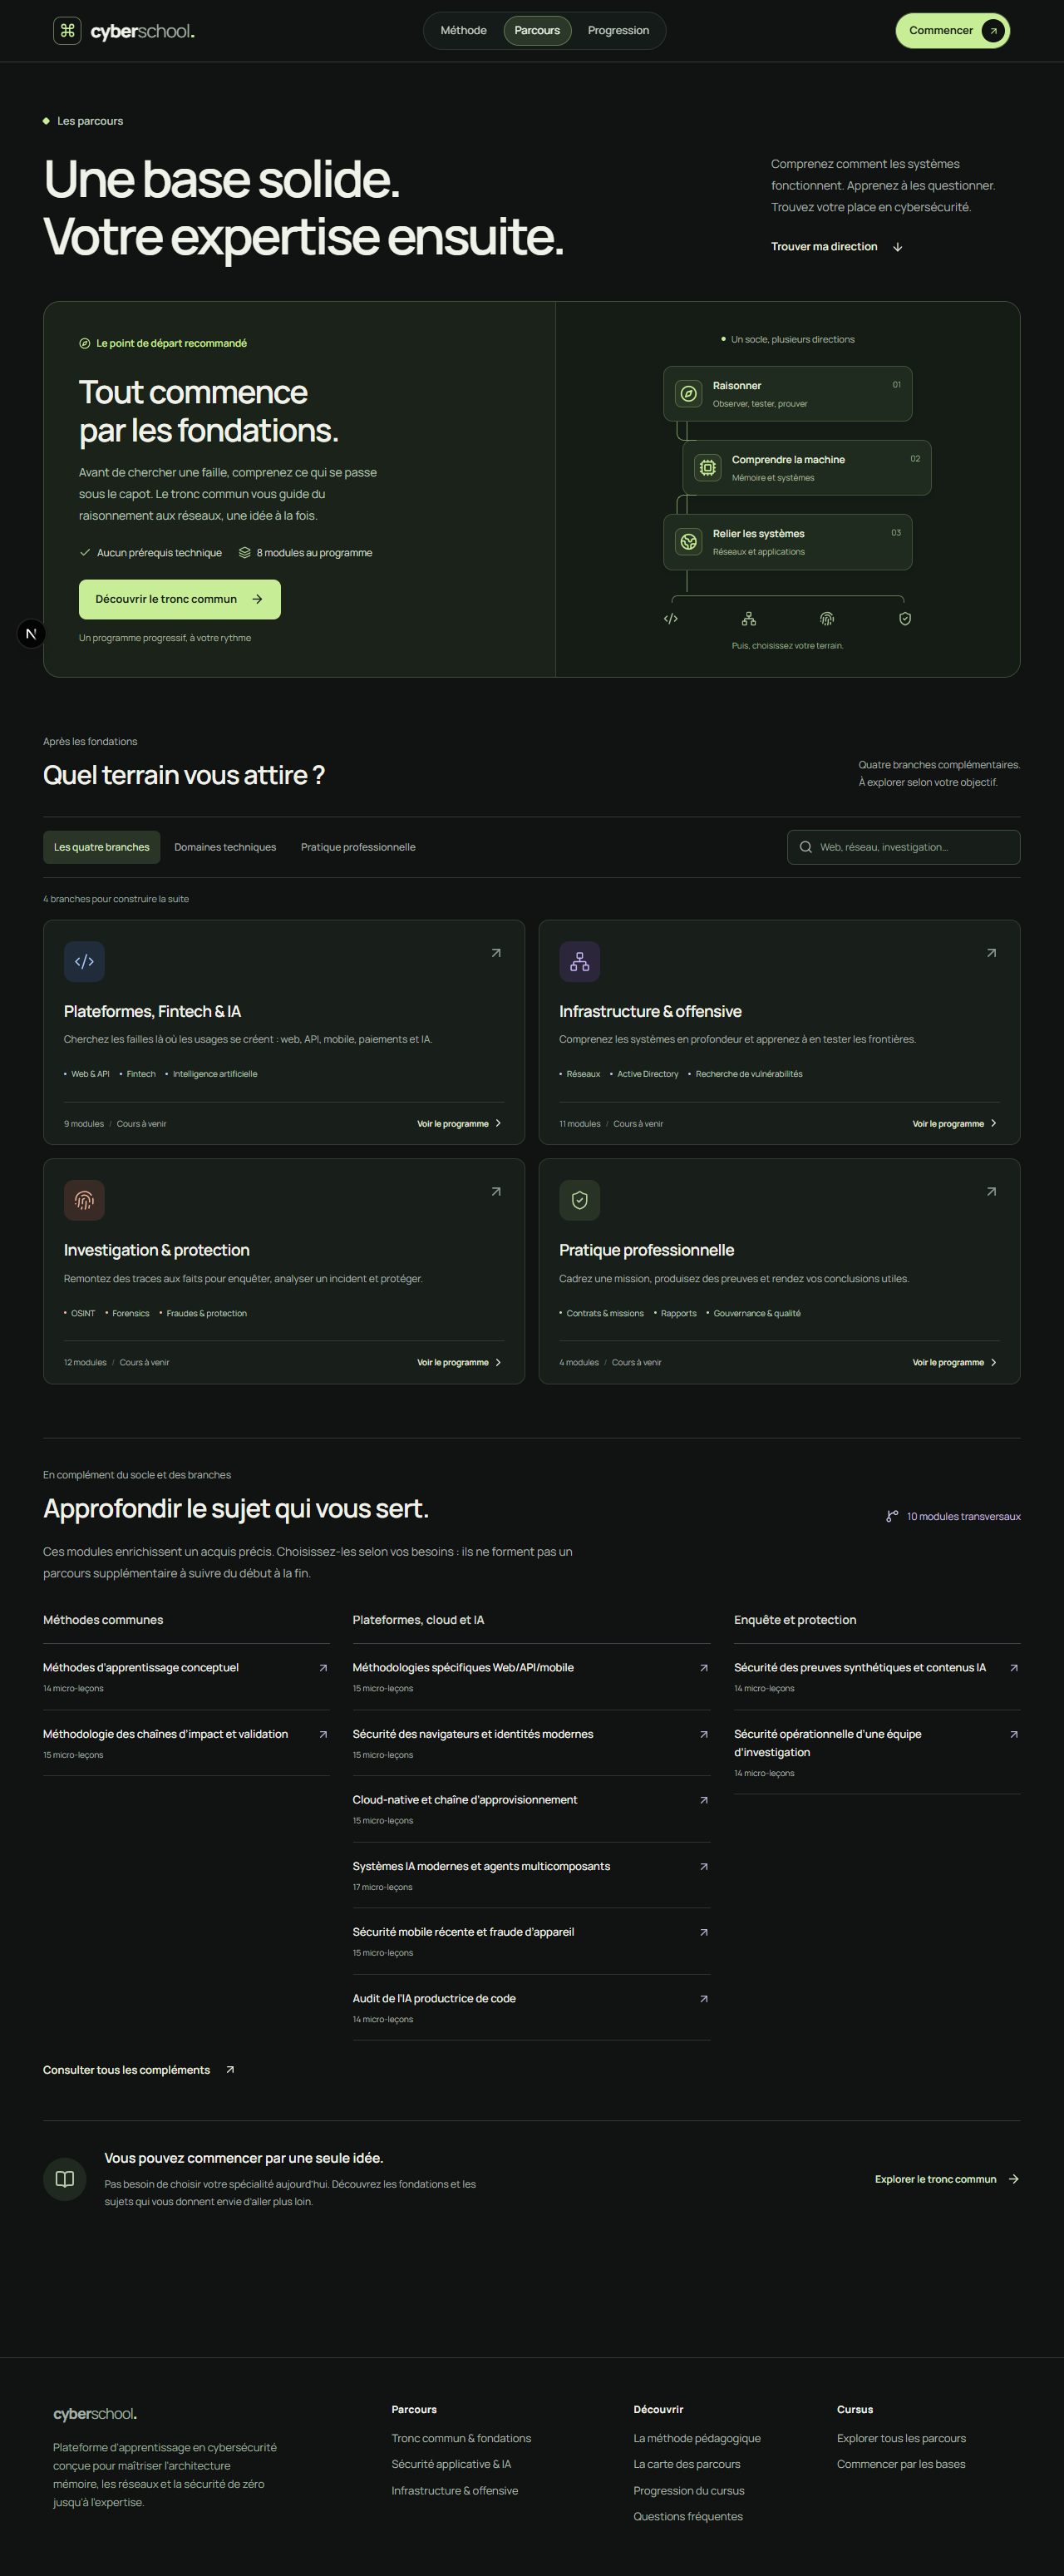 cyberschool.
Méthode
Parcours
Progression
Commencer
Les parcours
Une base solide.
Votre expertise ensuite.
Comprenez comment les systèmes
fonctionnent. Apprenez à les questionner.
Trouvez votre place en cybersécurité.
Trouver ma direction
Le point de départ recommandé
Tout commence
par les fondations.
Avant de chercher une faille, comprenez ce qui se passe
sous le capot. Le tronc commun vous guide du
raisonnement aux réseaux, une idée à la fois.
Aucun prérequis technique
8 modules au programme
Découvrir le tronc commun
Un programme progressif, à votre rythme
N
Un socle, plusieurs directions
Raisonner
01
Observer, tester, prouver
Comprendre la machine
02
Mémoire et systèmes
Relier les systèmes
03
Réseaux et applications
Puis, choisissez votre terrain.
Après les fondations
Quel terrain vous attire ?
Quatre branches complémentaires.
À explorer selon votre objectif.
Les quatre branches
Domaines techniques
Pratique professionnelle
Web, réseau, investigation…
4 branches pour construire la suite
Plateformes, Fintech & IA
Cherchez les failles là où les usages se créent : web, API, mobile, paiements et IA.
• Web & API • Fintech • Intelligence artificielle
9 modules / Cours à venir
Voir le programme
Infrastructure & offensive
Comprenez les systèmes en profondeur et apprenez à en tester les frontières.
• Réseaux • Active Directory • Recherche de vulnérabilités
11 modules / Cours à venir
Voir le programme
Investigation & protection
Remontez des traces aux faits pour enquêter, analyser un incident et protéger.
• OSINT • Forensics • Fraudes & protection
12 modules / Cours à venir
Voir le programme
Pratique professionnelle
Cadrez une mission, produisez des preuves et rendez vos conclusions utiles.
• Contrats & missions • Rapports • Gouvernance & qualité
4 modules / Cours à venir
Voir le programme
En complément du socle et des branches
Approfondir le sujet qui vous sert.
10 modules transversaux
Ces modules enrichissent un acquis précis. Choisissez-les selon vos besoins : ils ne forment pas un
parcours supplémentaire à suivre du début à la fin.
Méthodes communes
Méthodes d'apprentissage conceptuel
14 micro-leçons
Méthodologie des chaînes d'impact et validation
15 micro-leçons
Plateformes, cloud et IA
Méthodologies spécifiques Web/API/mobile
15 micro-leçons
Sécurité des navigateurs et identités modernes
15 micro-leçons
Cloud-native et chaîne d'approvisionnement
15 micro-leçons
Systèmes IA modernes et agents multicomposants
17 micro-leçons
Sécurité mobile récente et fraude d'appareil
15 micro-leçons
Audit de l'IA productrice de code
14 micro-leçons
Enquête et protection
Sécurité des preuves synthétiques et contenus IA
14 micro-leçons
Sécurité opérationnelle d'une équipe
d'investigation
14 micro-leçons
Consulter tous les compléments
Vous pouvez commencer par une seule idée.
Pas besoin de choisir votre spécialité aujourd'hui. Découvrez les fondations et les
sujets qui vous donnent envie d'aller plus loin.
Explorer le tronc commun
cyberschool.
Plateforme d'apprentissage en cybersécurité
conçue pour maîtriser l'architecture
mémoire, les réseaux et la sécurité de zéro
jusqu'à l'expertise.
Parcours
Tronc commun & fondations
Sécurité applicative & IA
Infrastructure & offensive
Découvrir
La méthode pédagogique
La carte des parcours
Progression du cursus
Questions fréquentes
Cursus
Explorer tous les parcours
Commencer par les bases